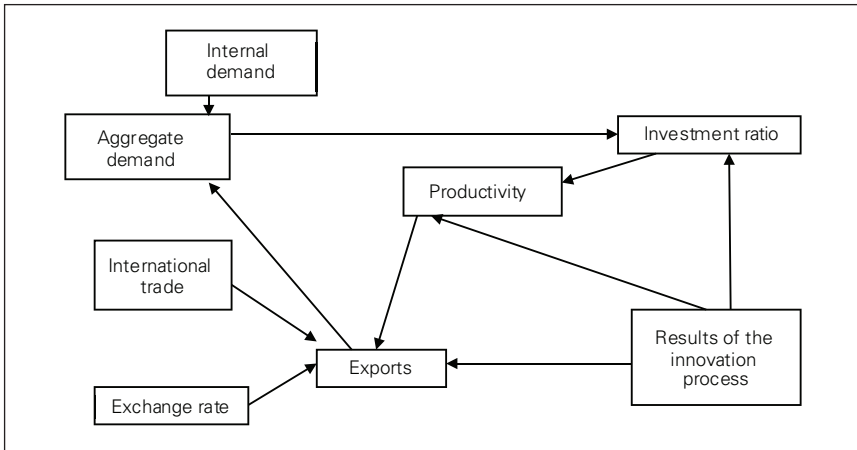 Internal
demand
Aggregate
demand
Investment ratio
Productivity
International
trade
Results of the
innovation
process
Exports
Exchange rate